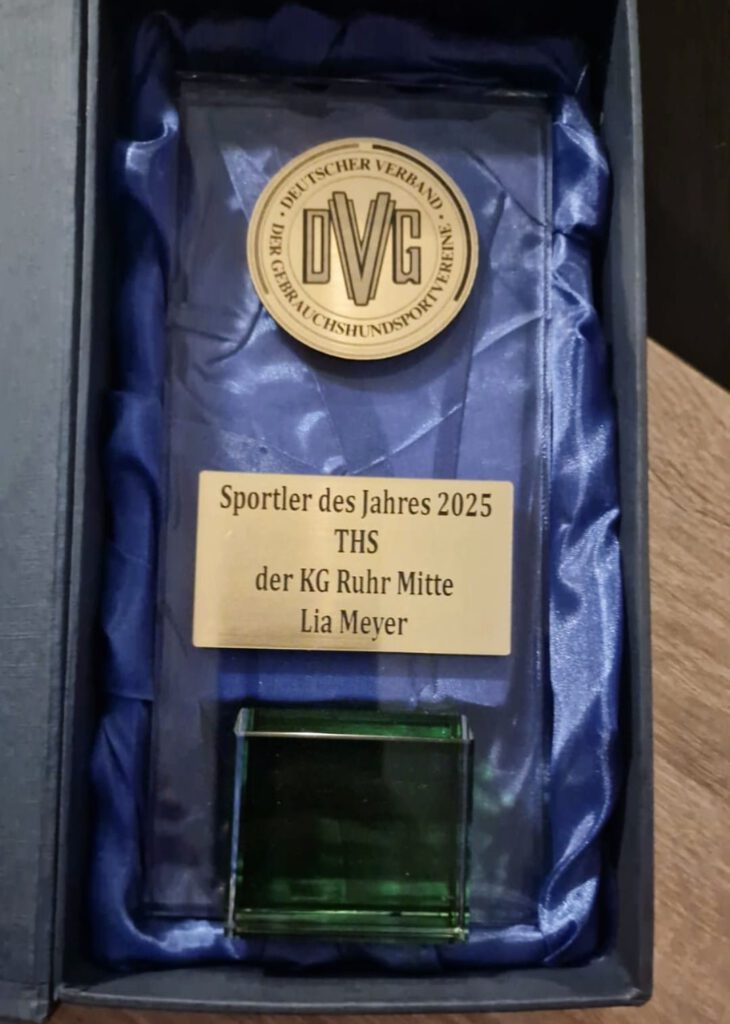 DEUTSCHER VERBAND
DER GEBRAUCHSHUNDSPORTVEREINE
DVG
Sportler des Jahres 2025
THS
der KG Ruhr Mitte
Lia Meyer